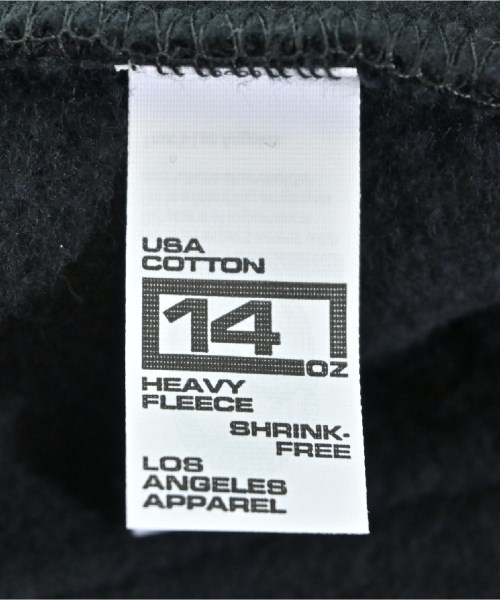 USA
COTTON
14
OZ
HEAVY
FLEECE
SHRINK-
FREE
LOS
ANGELES
APPAREL